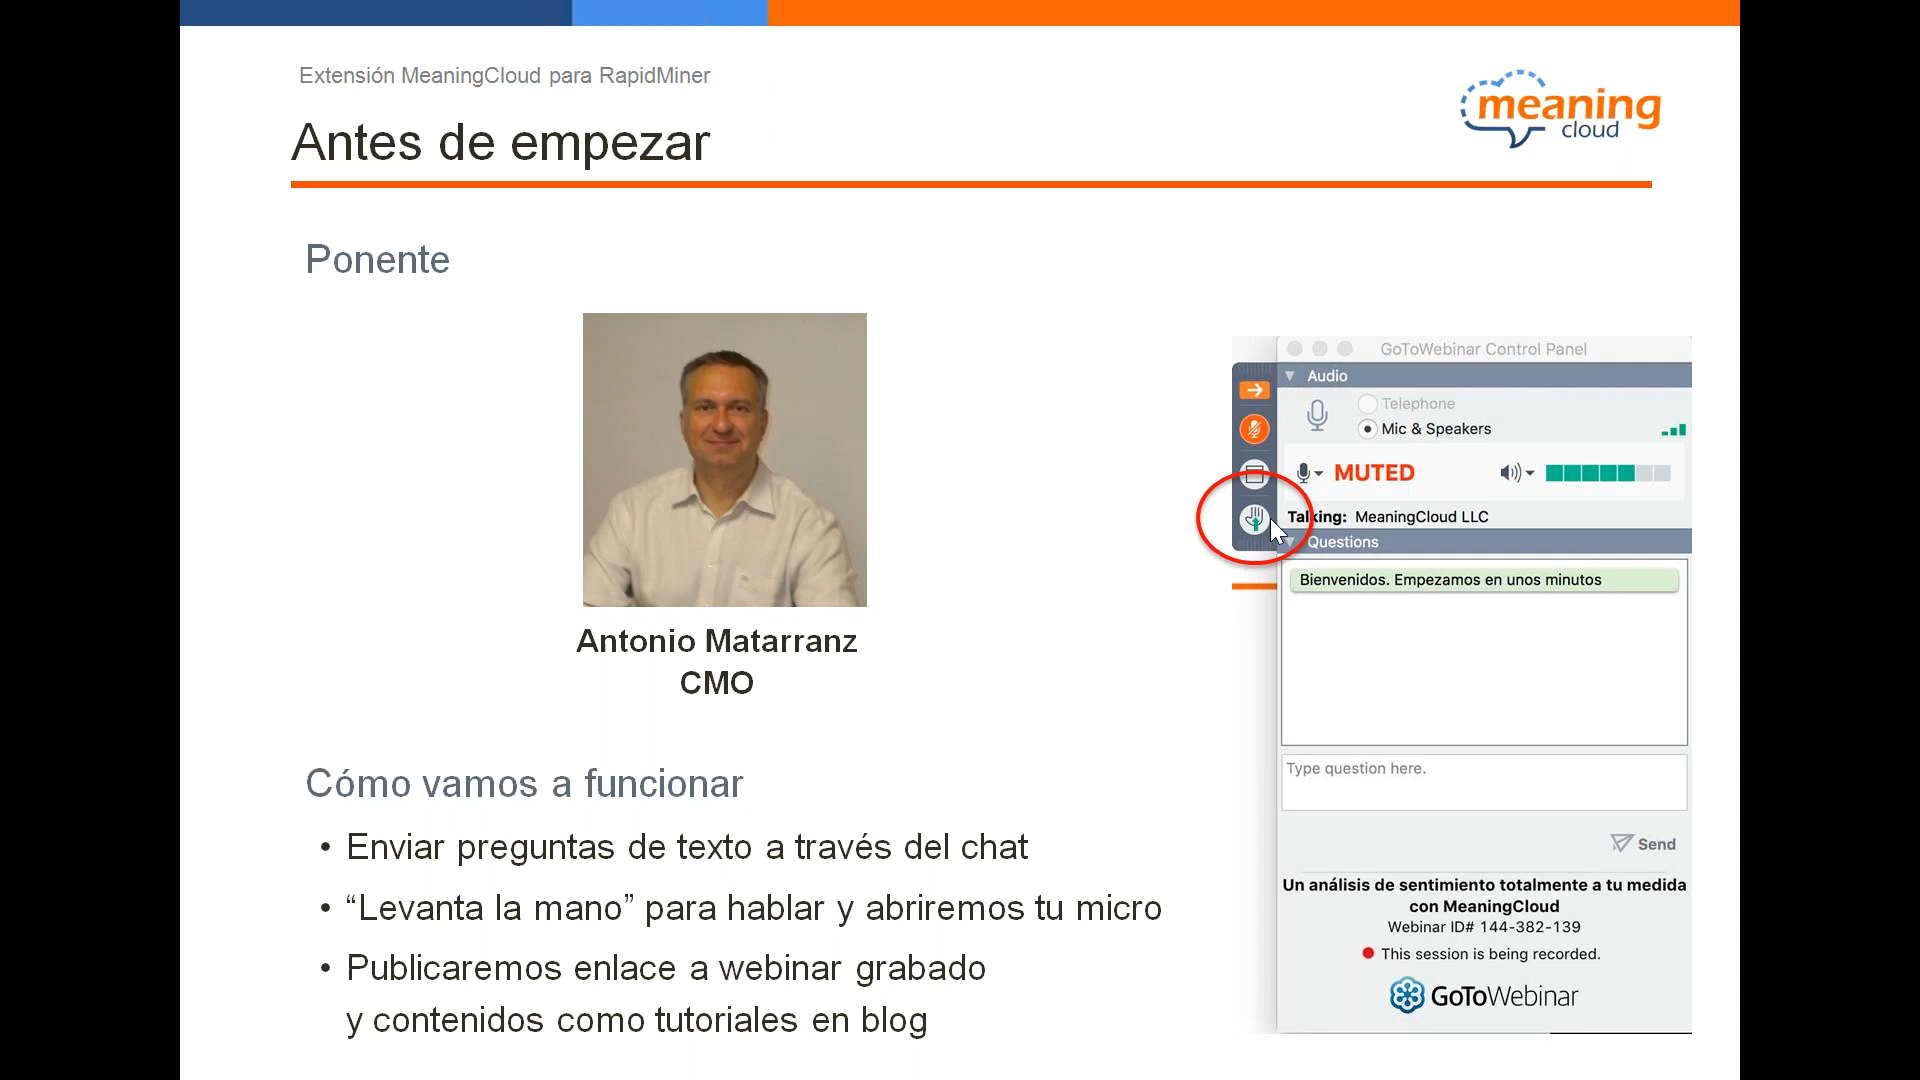 Extensión MeaningCloud para RapidMiner
Antes de empezar
meaning
cloud
Ponente
Antonio Matarranz
CMO
Cómo vamos a funcionar
• Enviar preguntas de texto a través del chat
• “Levanta la mano” para hablar y abriremos tu micro
• Publicaremos enlace a webinar grabado
y contenidos como tutoriales en blog
GoToWebinar Control Panel
Audio
Telephone
Mic & Speakers
MUTED
Talking: MeaningCloud LLC
Questions
Bienvenidos. Empezamos en unos minutos
Type question here.
Send
Un análisis de sentimiento totalmente a tu medida
con MeaningCloud
Webinar ID# 144-382-139
This session is being recorded.
GoToWebinar